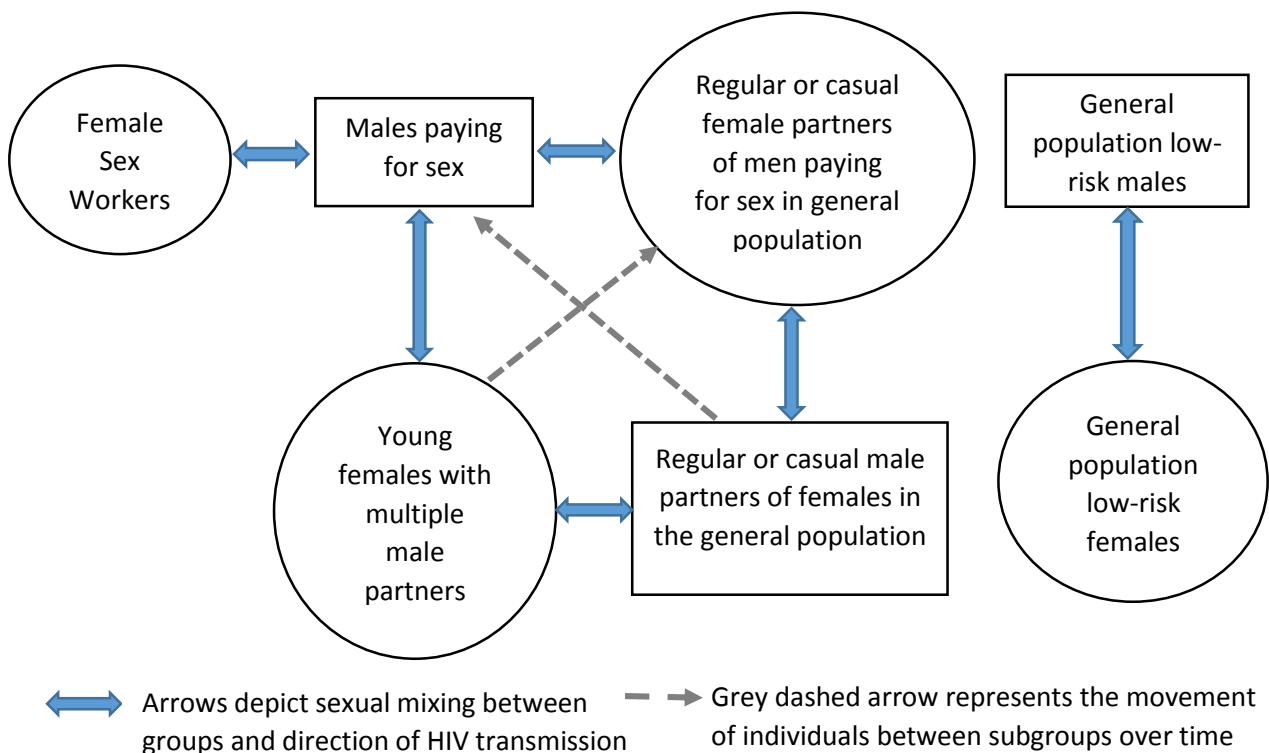 Female
Sex
Workers
Males paying
for sex
Regular or casual
female partners
of men paying
for sex in general
population
General
population low-
risk males
Young
females with
multiple
male
partners
Regular or casual male
partners of females in
the general population
General
population
low-risk
females
Arrows depict sexual mixing between
groups and direction of HIV transmission
Grey dashed arrow represents the movement
of individuals between subgroups over time